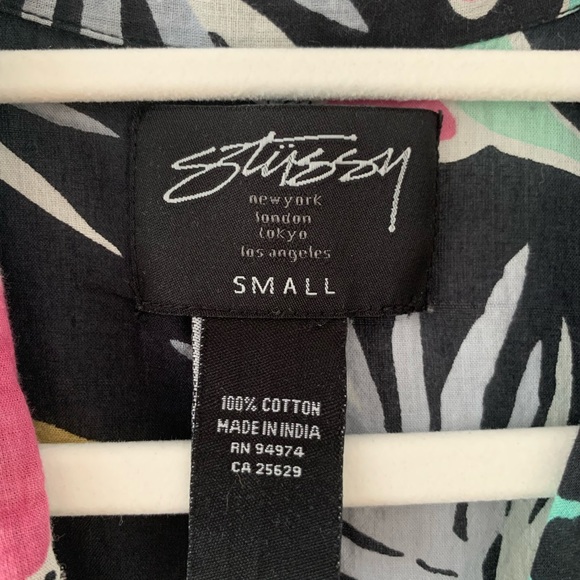 Stüssy
new york
london
tokyo
los angeles
SMALL
100% COTTON
MADE IN INDIA
RN 94974
CA 25629